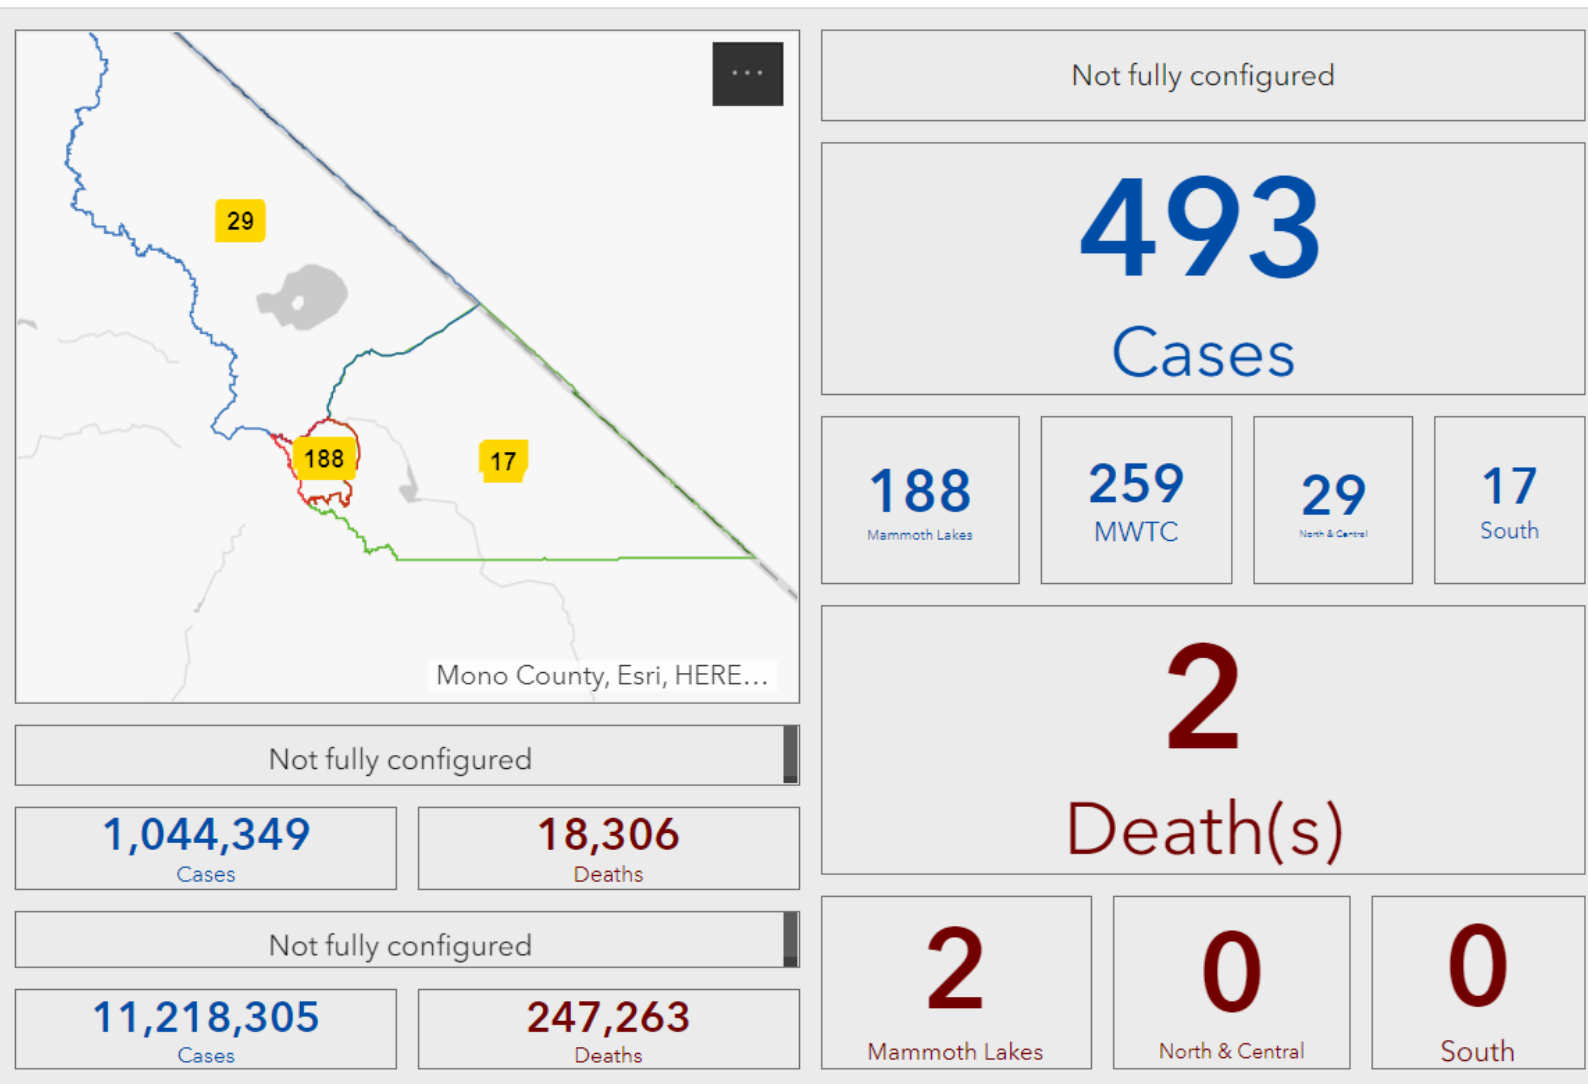 ...
29
188
17
Mono County, Esri, HERE...
Not fully configured
1,044,349
Cases
18,306
Deaths
Not fully configured
11,218,305
Cases
247,263
Deaths
Not fully configured
493
Cases
188
Mammoth Lakes
259
MWTC
29
North & Central
17
South
2
Death(s)
2
Mammoth Lakes
0
North & Central
0
South